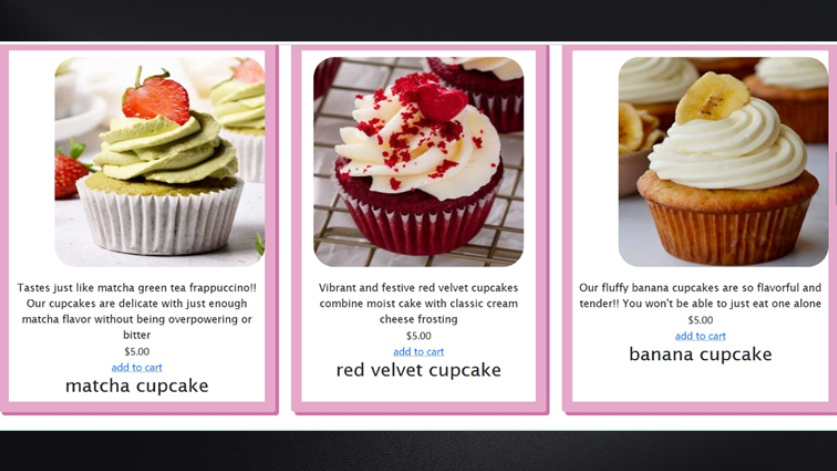 Tastes just like matcha green tea frappuccino!!
Our cupcakes are delicate with just enough
matcha flavor without being overpowering or
bitter
$5.00
add to cart
matcha cupcake
Vibrant and festive red velvet cupcakes
combine moist cake with classic cream
cheese frosting
$5.00
add to cart
red velvet cupcake
Our fluffy banana cupcakes are so flavorful and
tender!! You won't be able to just eat one alone
$5.00
add to cart
banana cupcake